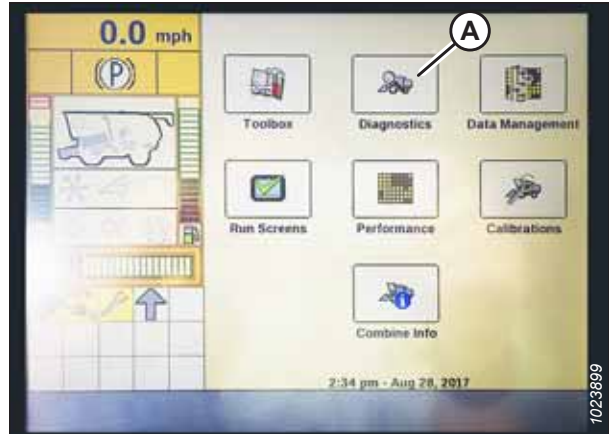 0.0 mph
A
(P)
Toolbox
Diagnostics
Data Management
Run Screens
Performance
Calibrations
Combine Info
2:34 pm - Aug 28, 2017
1023899